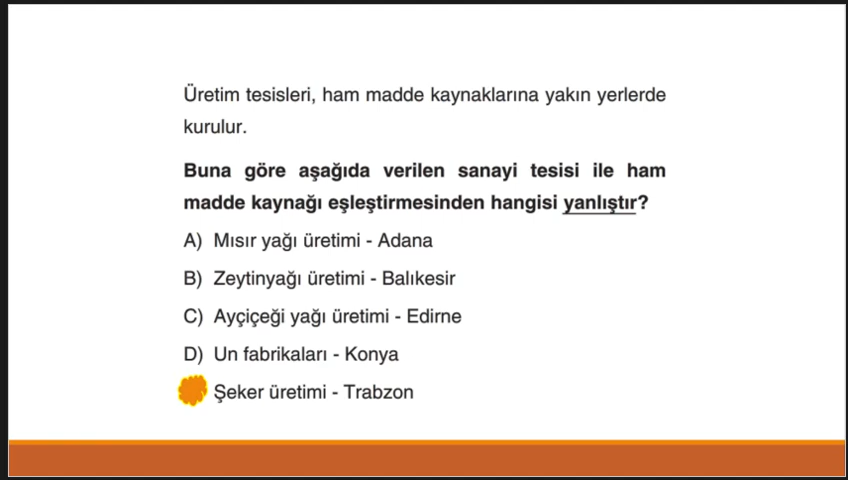 Üretim tesisleri, ham madde kaynaklarına yakın yerlerde
kurulur.
Buna göre aşağıda verilen sanayi tesisi ile ham
madde kaynağı eşleştirmesinden hangisi yanlıştır?
A) Mısır yağı üretimi - Adana
B) Zeytinyağı üretimi - Balıkesir
C) Ayçiçeği yağı üretimi - Edirne
D) Un fabrikaları - Konya
Şeker üretimi - Trabzon